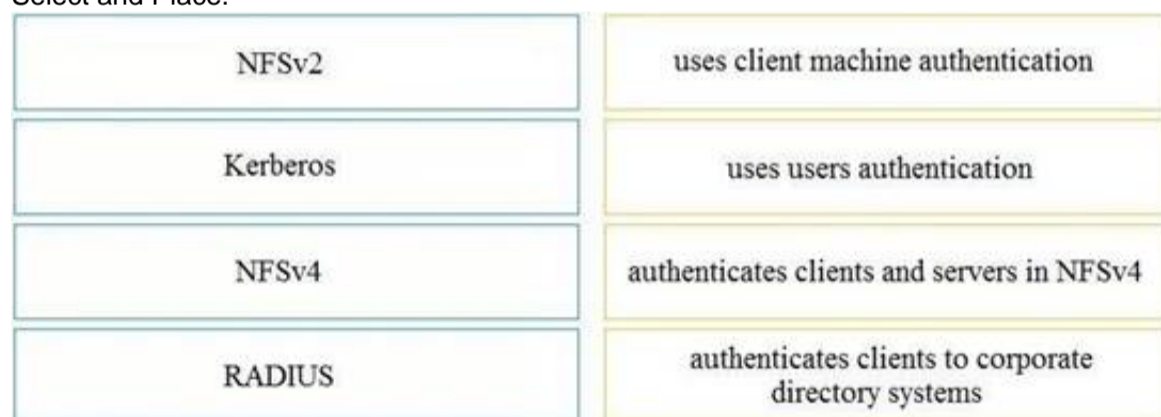 Select and Place:
NFSv2
uses client machine authentication
Kerberos
uses users authentication
NFSv4
authenticates clients and servers in NFSv4
RADIUS
authenticates clients to corporate
directory systems